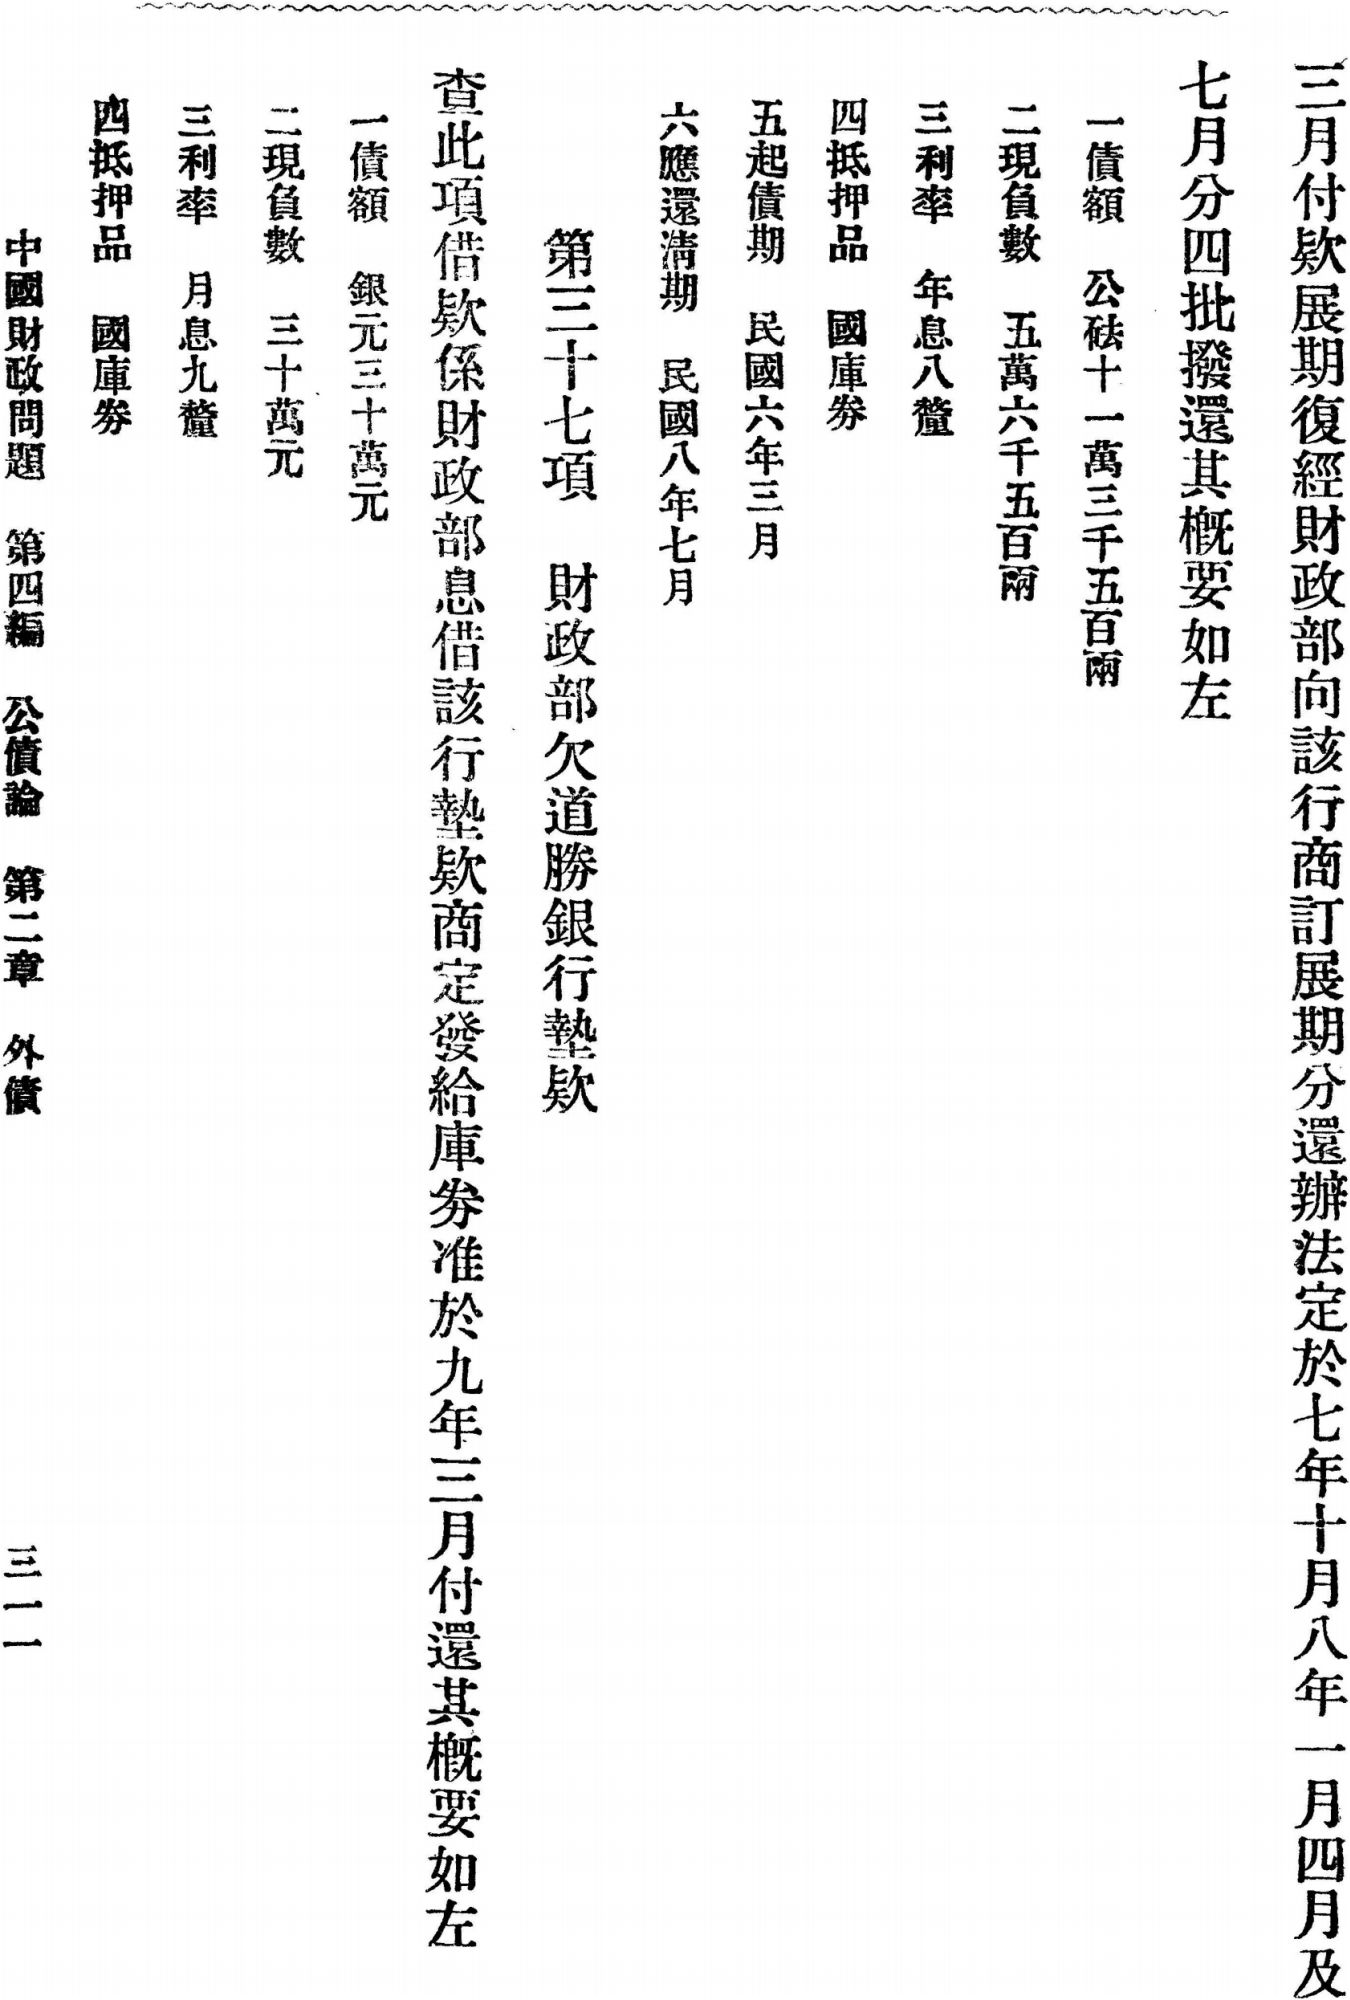 三月付欵展期復經財政部向該行商訂展期分還辦法定於七年十月八年一月四月及
七月分四批撥還其槪要如左
一債額　公砝十一萬三千五百兩
二現負數　五萬六千五百兩
三利率　年息八釐
四抵押品　國庫券
五起債期　民國六年三月
六應還淸期　民國八年七月
第三十七項　財政部欠道勝銀行墊欵
查此項借欵係財政部息借該行墊欵商定發給庫券准於九年三月付還其槪要如左
一債額　銀元三十萬元
二現負數　三十萬元
三利率　月息九釐
四抵押品　國庫券
中國財政問題　第四編　公債論　第二章　外債　三一一